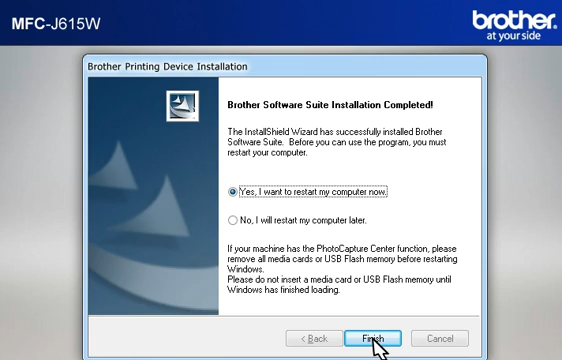 MFC-J615W
brother.
at your side
Brother Printing Device Installation
Brother Software Suite Installation Completed!
The InstallShield Wizard has successfully installed Brother
Software Suite. Before you can use the program, you must
restart your computer.
Yes, I want to restart my computer now.
No, I will restart my computer later.
If your machine has the PhotoCapture Center function, please
remove all media cards or USB Flash memory before restarting
Windows.
Please do not insert a media card or USB Flash memory until
Windows has finished loading.
< Back
Finish
Cancel